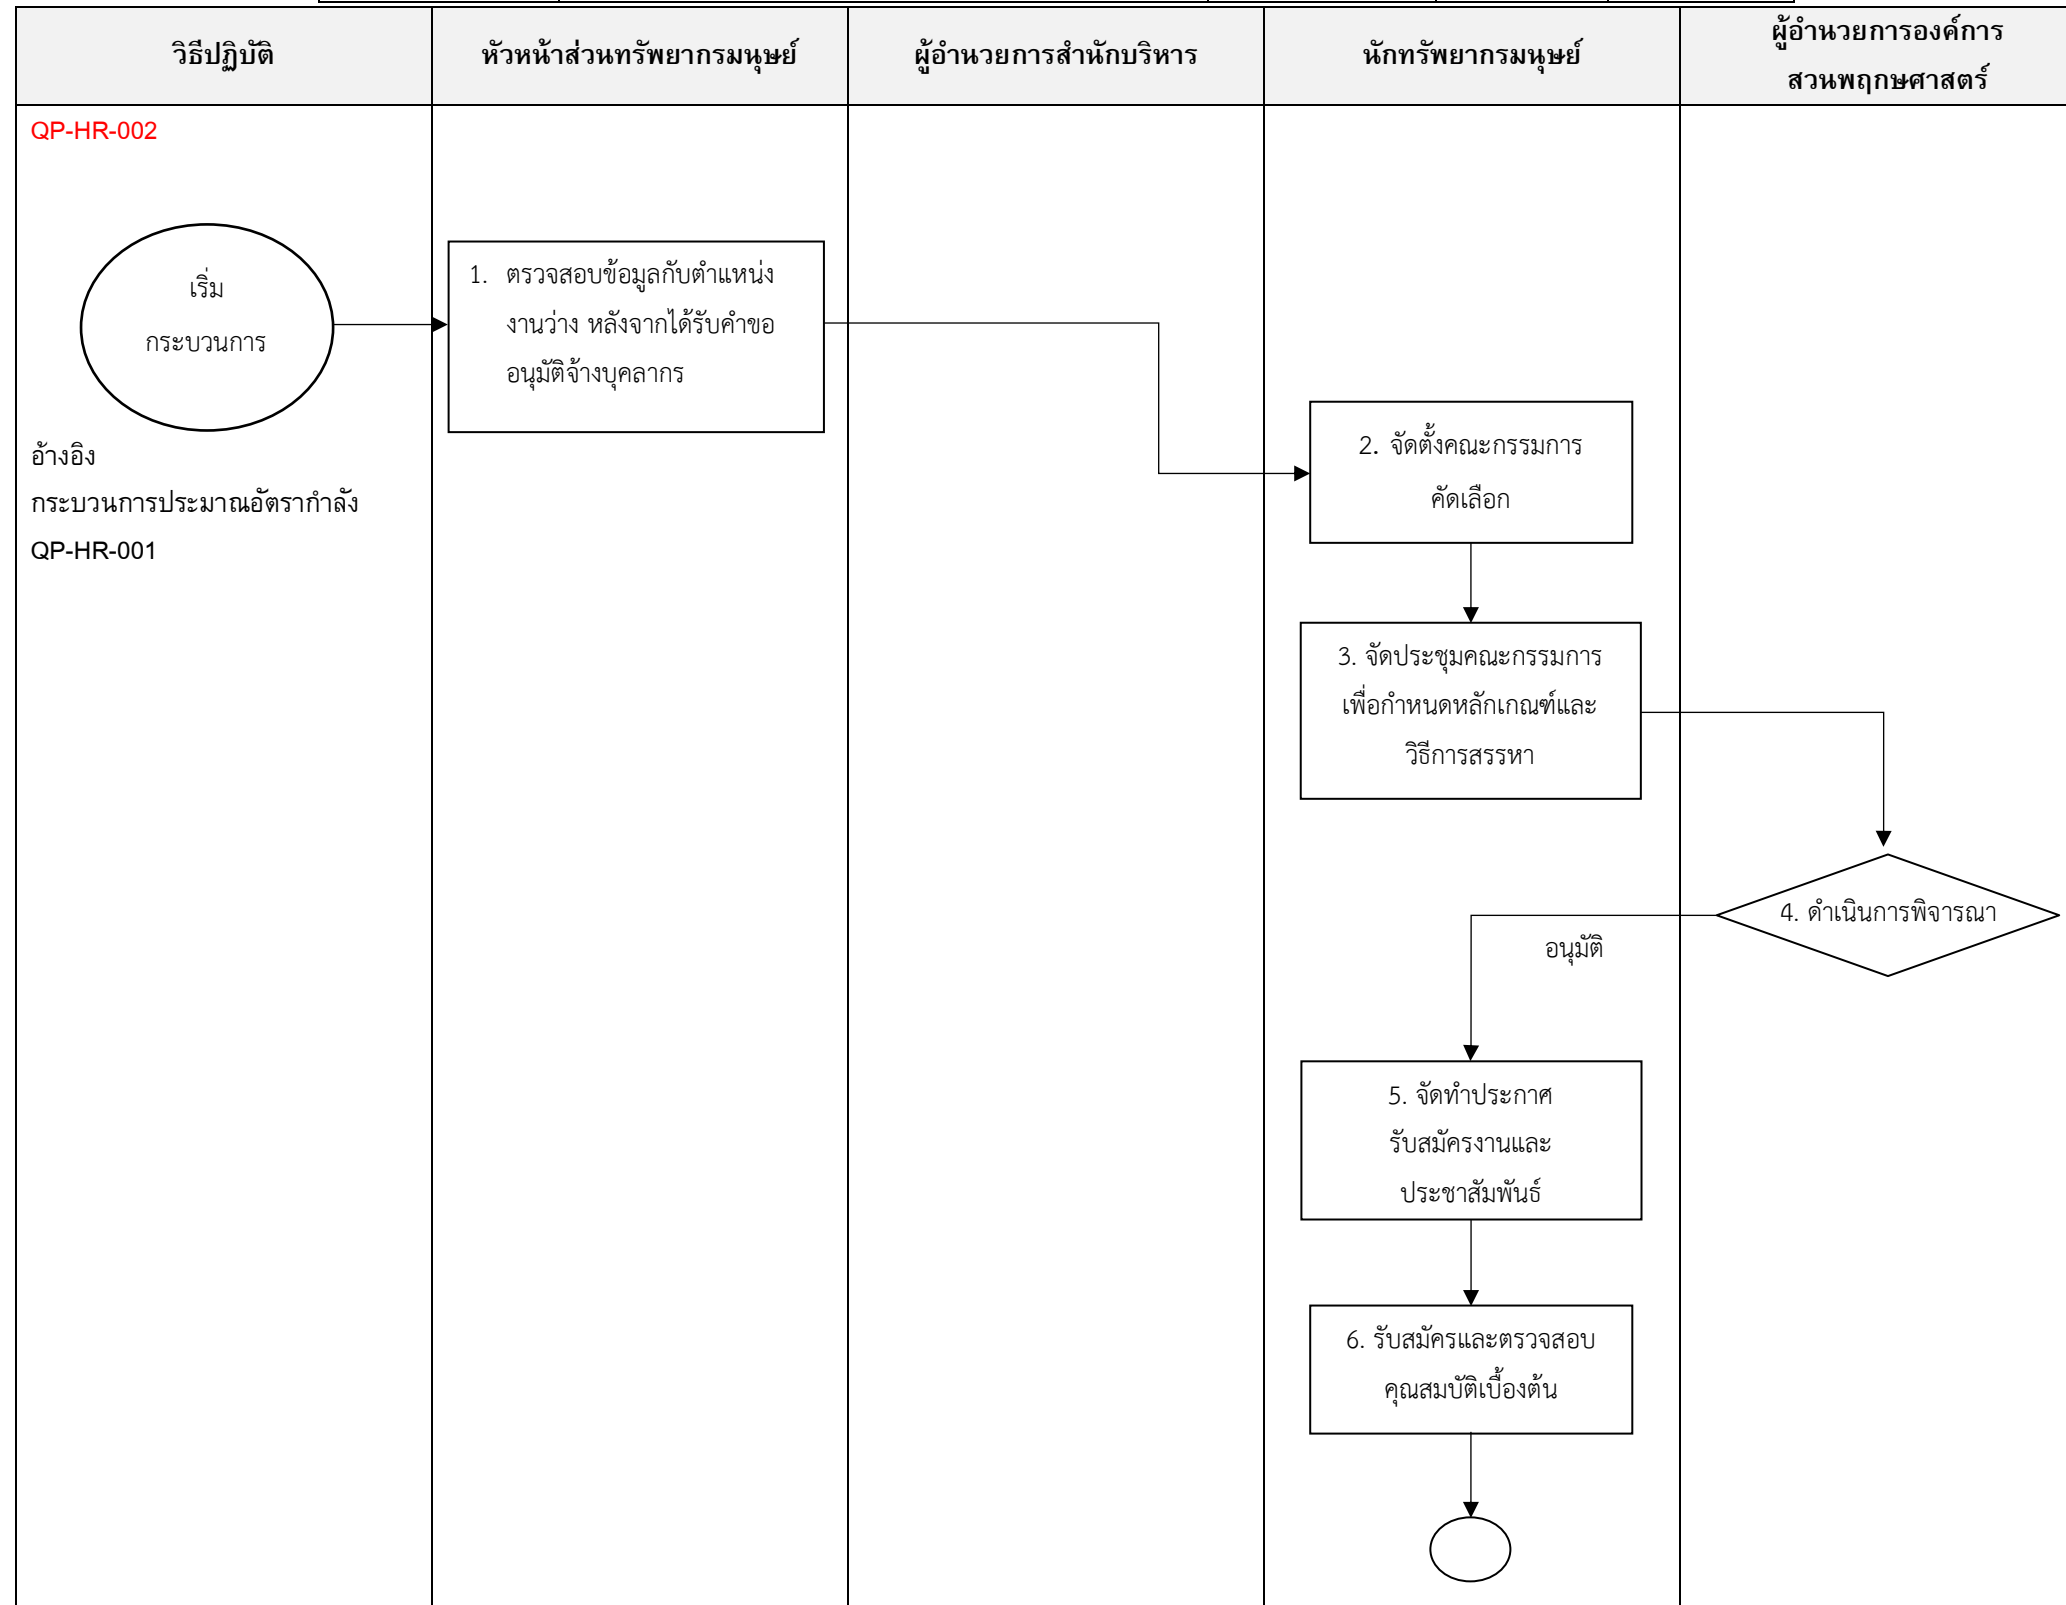 วิธีปฏิบัติ
หัวหน้าส่วนทรัพยากรมนุษย์
ผู้อำนวยการสำนักบริหาร
นักทรัพยากรมนุษย์
ผู้อำนวยการองค์การ
สวนพฤกษศาสตร์
QP-HR-002
เริ่ม
กระบวนการ
อ้างอิง
กระบวนการประมาณอัตรากำลัง
QP-HR-001
1. ตรวจสอบข้อมูลกับตำแหน่ง
งานว่าง หลังจากได้รับคำขอ
อนุมัติจ้างบุคลากร
2. จัดตั้งคณะกรรมการ
คัดเลือก
3. จัดประชุมคณะกรรมการ
เพื่อกำหนดหลักเกณฑ์และ
วิธีการสรรหา
4. ดำเนินการพิจารณา
อนุมัติ
5. จัดทำประกาศ
รับสมัครงานและ
ประชาสัมพันธ์
6. รับสมัครและตรวจสอบ
คุณสมบัติเบื้องต้น